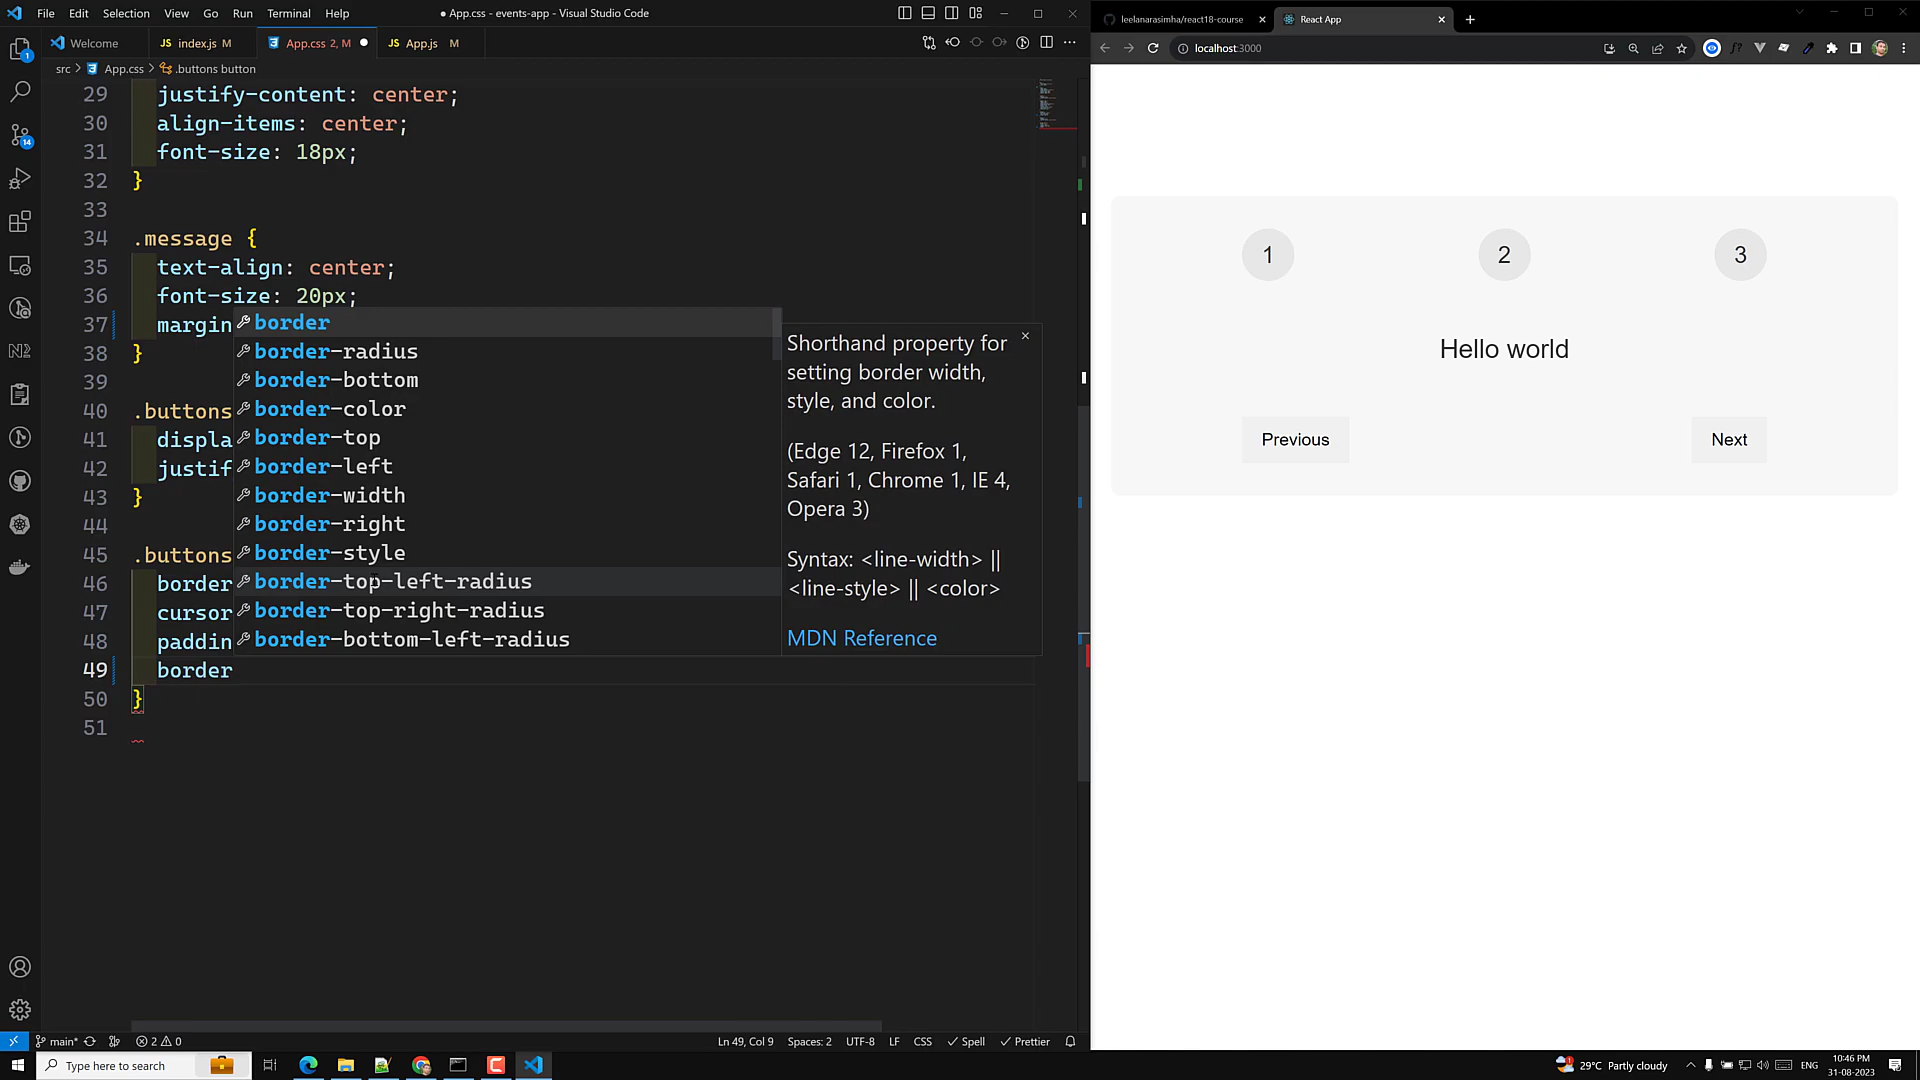 File Edit Selection View Go Run Terminal Help
● App.css - events-app - Visual Studio Code
leelanarasimha/react18-course
React App
Welcome
JS index.js M
App.css 2, M
JS App.js M
localhost:3000
src > App.css > .buttons button
29 justify-content: center;
30 align-items: center;
31 font-size: 18px;
32 }
33
34 .message {
35 text-align: center;
36 font-size: 20px;
37 margin
38 }
39
40 .buttons
41 displa
42 justif
43 }
44
45 .buttons
46 border
47 cursor
48 paddin
49 border
50 }
51
border
border-radius
border-bottom
border-color
border-top
border-left
border-width
border-right
border-style
border-top-left-radius
border-top-right-radius
border-bottom-left-radius
Shorthand property for
setting border width,
style, and color.
(Edge 12, Firefox 1,
Safari 1, Chrome 1, IE 4,
Opera 3)
Syntax: <line-width> ||
<line-style> || <color>
MDN Reference
1 2 3
Hello world
Previous Next
main* 2 0
Ln 49, Col 9 Spaces: 2 UTF-8 LF CSS Spell Prettier
Type here to search
29°C Partly cloudy
ENG
10:46 PM
31-08-2023